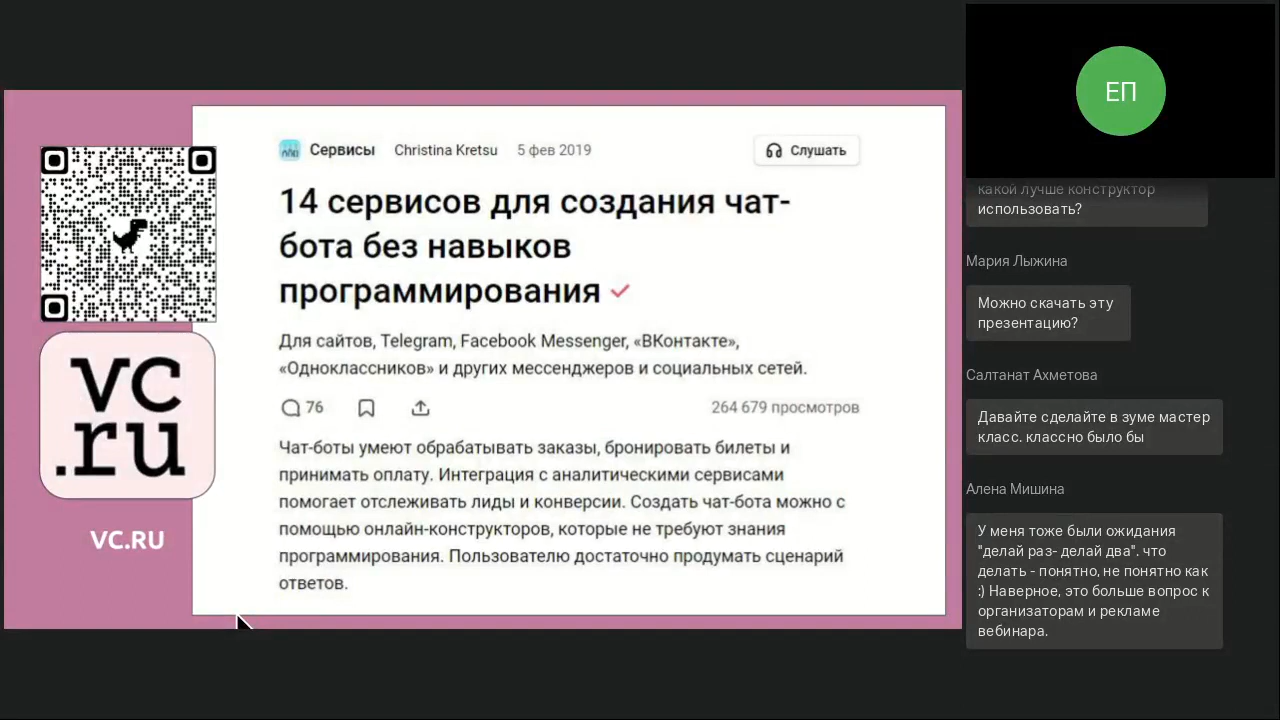 Сервисы Christina Kretsu 5 фев 2019
Слушать
14 сервисов для создания чат-
бота без навыков
программирования
Для сайтов, Telegram, Facebook Messenger, «ВКонтакте»,
«Одноклассников» и других мессенджеров и социальных сетей.
76
264 679 просмотров
Чат-боты умеют обрабатывать заказы, бронировать билеты и
принимать оплату. Интеграция с аналитическими сервисами
помогает отслеживать лиды и конверсии. Создать чат-бота можно с
помощью онлайн-конструкторов, которые не требуют знания
программирования. Пользователю достаточно продумать сценарий
ответов.
vc
.ru
VC.RU
ЕП
какой лучше конструктор
использовать?
Мария Лыжина
Можно скачать эту
презентацию?
Салтанат Ахметова
Давайте сделайте в зуме мастер
класс. классно было бы
Алена Мишина
У меня тоже были ожидания
"делай раз- делай два". что
делать - понятно, не понятно как
:) Наверное, это больше вопрос к
организаторам и рекламе
вебинара.